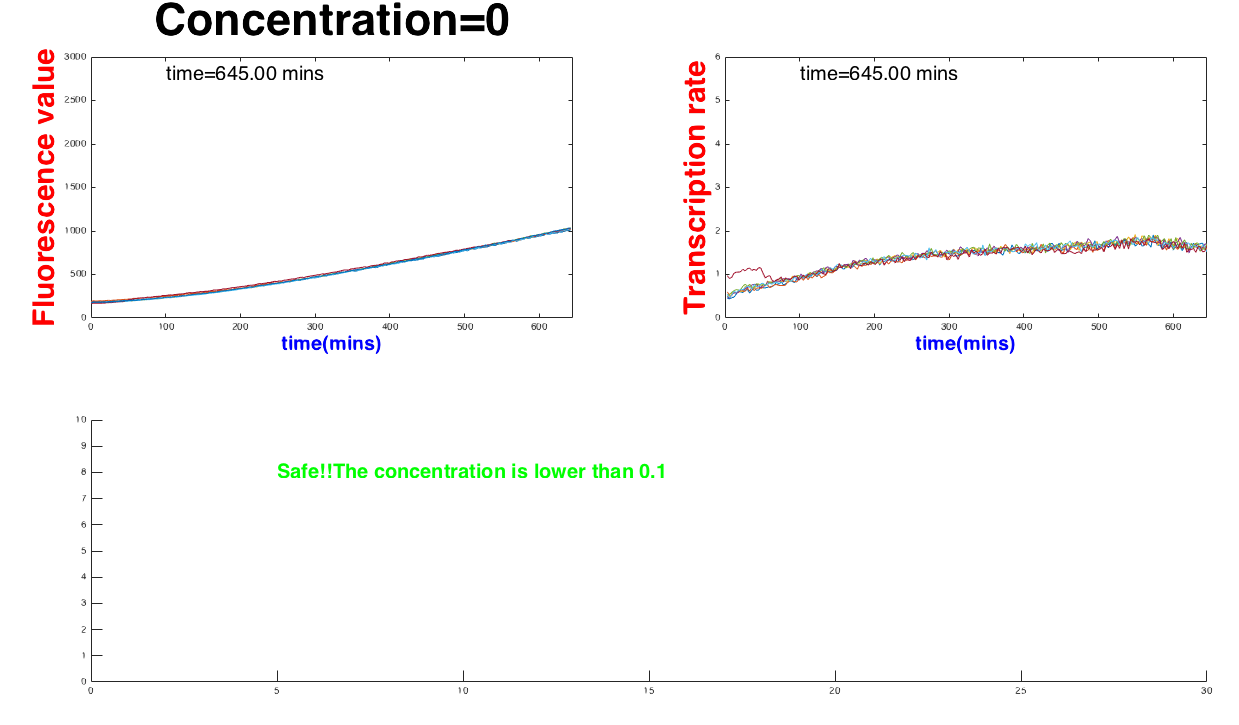 Concentration=0
Fluorescence value
3000
2500
2000
1500
1000
500
0
time=645.00 mins
0 100 200 300 400 500 600
time(mins)
Transcription rate
6
5
4
3
2
1
0
time=645.00 mins
0 100 200 300 400 500 600
time(mins)
10
9
8
7
6
5
4
3
2
1
0
Safe!!The concentration is lower than 0.1
0 5 10 15 20 25 30